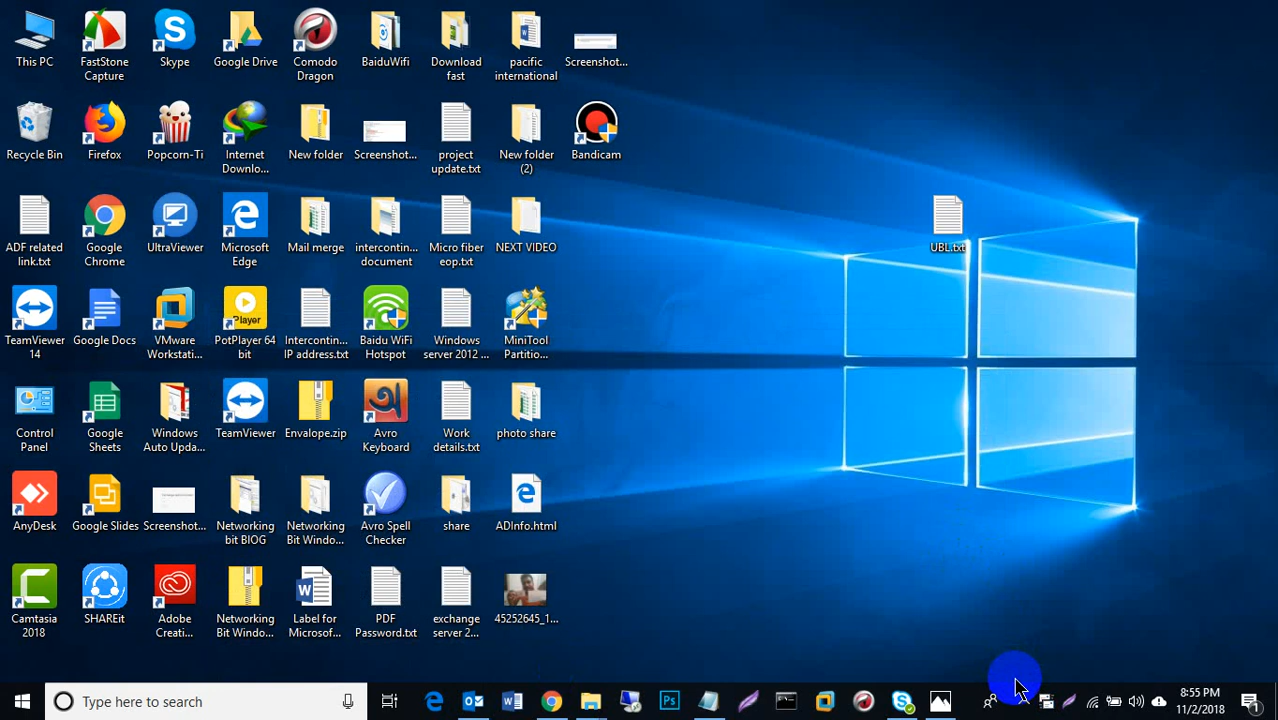 This PC
FastStone
Capture
Skype
Google Drive
Comodo
Dragon
BaiduWifi
Download
fast
pacific
international
Screenshot...
Recycle Bin
Firefox
Popcorn-Ti
Internet
Downlo...
New folder
Screenshot...
project
update.txt
New folder
(2)
Bandicam
ADF related
link.txt
Google
Chrome
UltraViewer
Microsoft
Edge
Mail merge
intercontin...
document
Micro fiber
eop.txt
NEXT VIDEO
UBL.txt
TeamViewer
14
Google Docs
VMware
Workstati...
Player
PotPlayer 64
bit
Intercontin...
IP address.txt
Baidu WiFi
Hotspot
Windows
server 2012 ...
MiniTool
Partitio...
Control
Panel
Google
Sheets
Windows
Auto Upda...
TeamViewer
Envalope.zip
অ
Avro
Keyboard
Work
details.txt
photo share
AnyDesk
Google Slides
Screenshot...
Networking
bit BIOG
Networking
Bit Windo...
Avro Spell
Checker
share
ADInfo.html
Camtasia
2018
SHAREit
Adobe
Creati...
Networking
Bit Windo...
Label for
Microsof...
PDF
Password.txt
exchange
server 2...
45252645_1...
Type here to search
Ps
8:55 PM
11/2/2018
1